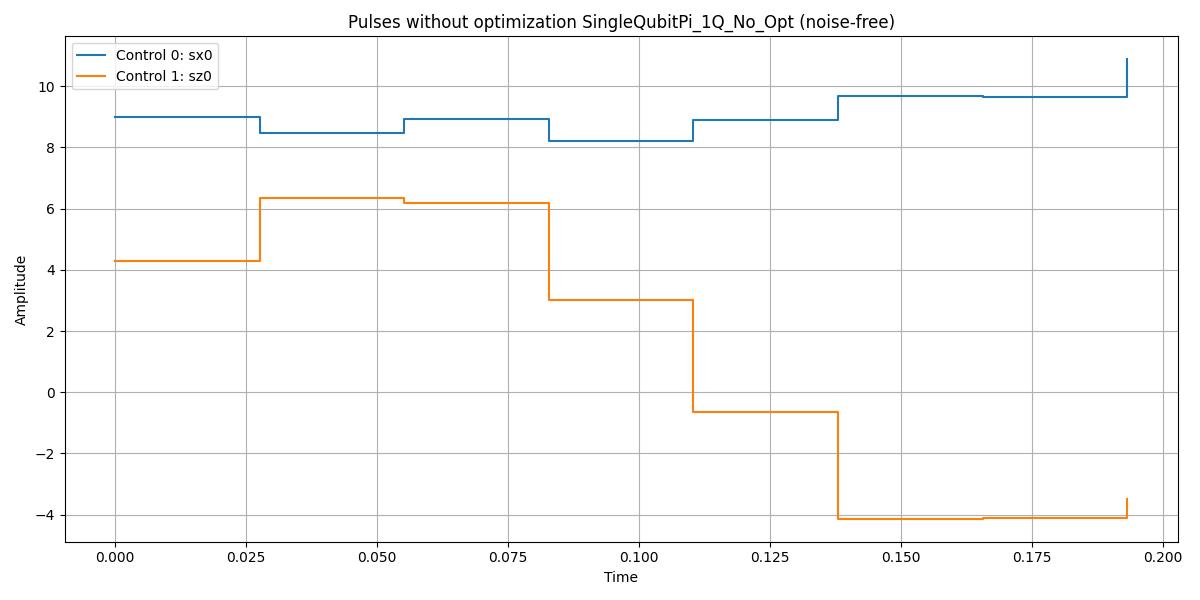 Pulses without optimization SingleQubitPi_1Q_No_Opt (noise-free)
Control 0: sx0
Control 1: sz0
10
8
6
4
2
0
−2
−4
Amplitude
0.000 0.025 0.050 0.075 0.100 0.125 0.150 0.175 0.200
Time